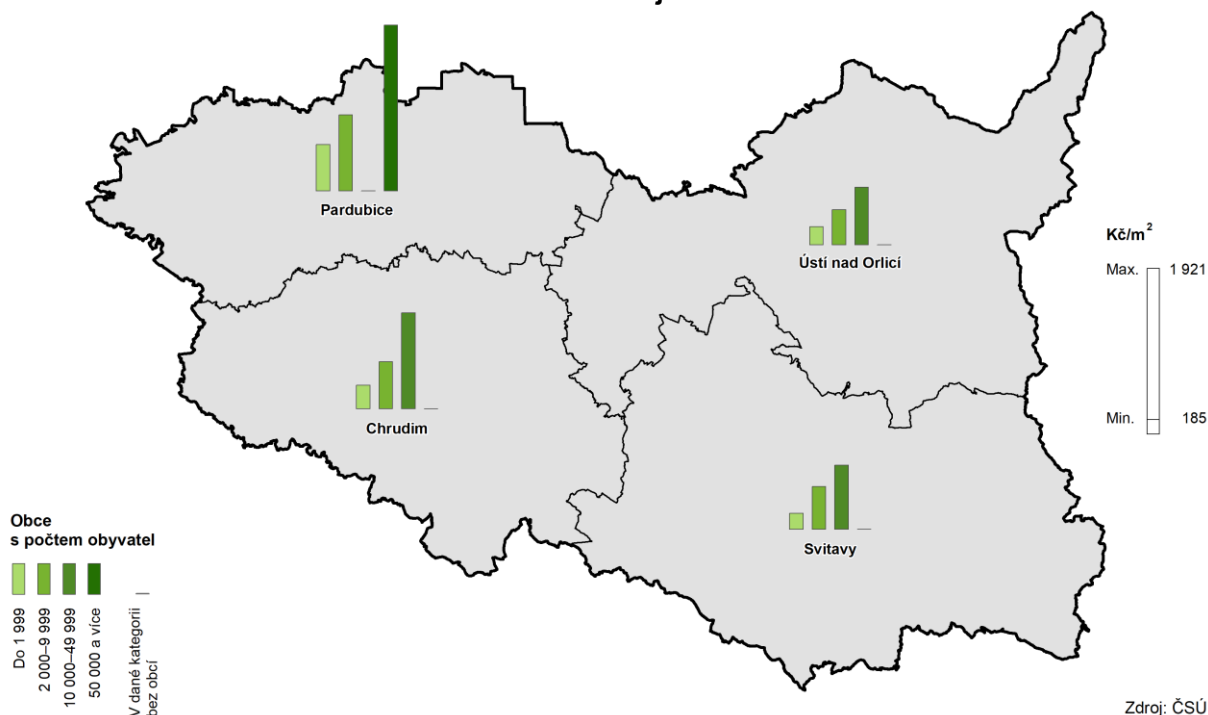 Pardubice
Ústí nad Orlicí
Kč/m²
Max. 1 921
Min. 185
Chrudim
Svitavy
Obce
s počtem obyvatel
Do 1 999
2 000–9 999
10 000–49 999
50 000 a více
V dané kategorii
bez obcí
Zdroj: ČSÚ